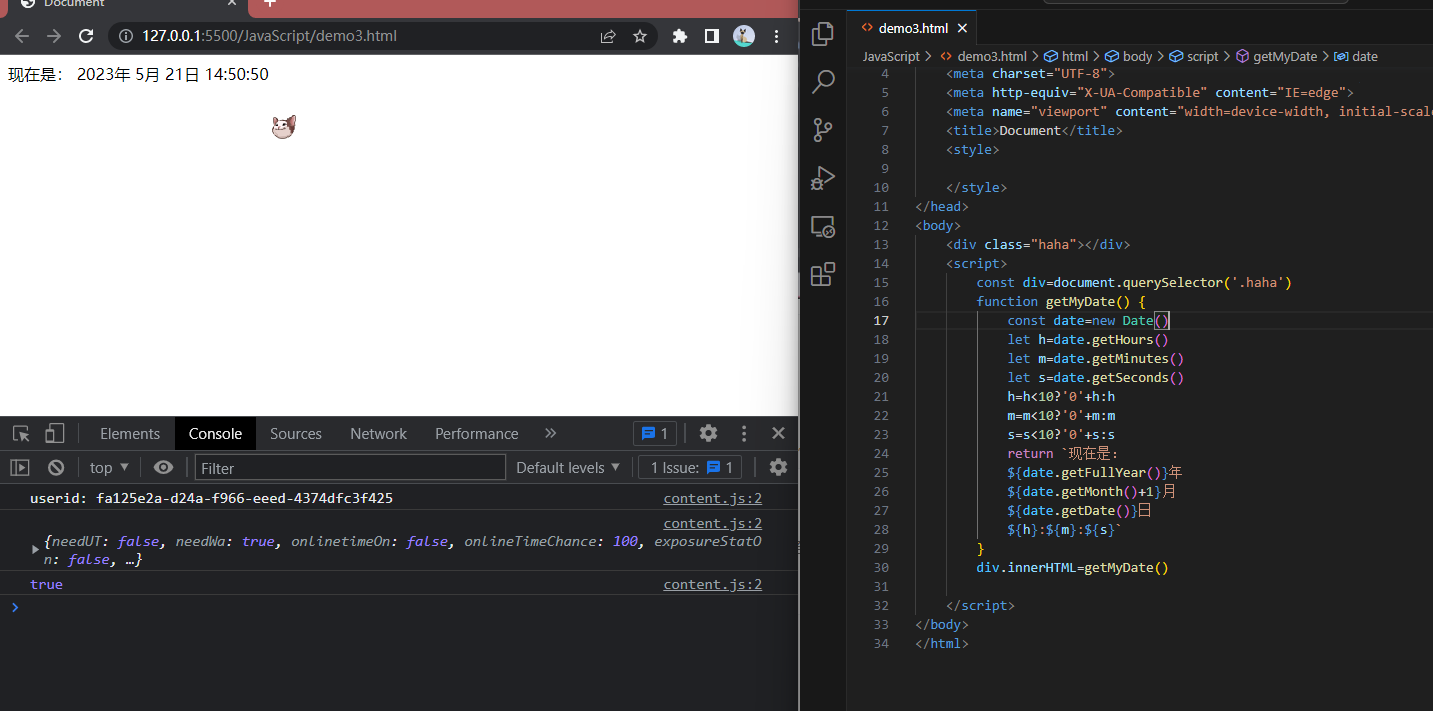 Document
127.0.0.1:5500/JavaScript/demo3.html
现在是： 2023年 5月 21日 14:50:50
Elements Console Sources Network Performance 1
top Filter Default levels 1 Issue: 1
userid: fa125e2a-d24a-f966-eeed-4374dfc3f425 content.js:2
content.js:2
{needUT: false, needWa: true, onlinetimeOn: false, onlineTimeChance: 100, exposureStatO
n: false, …}
true content.js:2
demo3.html
JavaScript > demo3.html > html > body > script > getMyDate > date
4 <meta charset="UTF-8">
5 <meta http-equiv="X-UA-Compatible" content="IE=edge">
6 <meta name="viewport" content="width=device-width, initial-scale
7 <title>Document</title>
8 <style>
9
10 </style>
11 </head>
12 <body>
13 <div class="haha"></div>
14 <script>
15 const div=document.querySelector('.haha')
16 function getMyDate() {
17 const date=new Date()
18 let h=date.getHours()
19 let m=date.getMinutes()
20 let s=date.getSeconds()
21 h=h<10?'0'+h:h
22 m=m<10?'0'+m:m
23 s=s<10?'0'+s:s
24 return `现在是：
25 ${date.getFullYear()}年
26 ${date.getMonth()+1}月
27 ${date.getDate()}日
28 ${h}:${m}:${s}`
29 }
30 div.innerHTML=getMyDate()
31
32 </script>
33 </body>
34 </html>